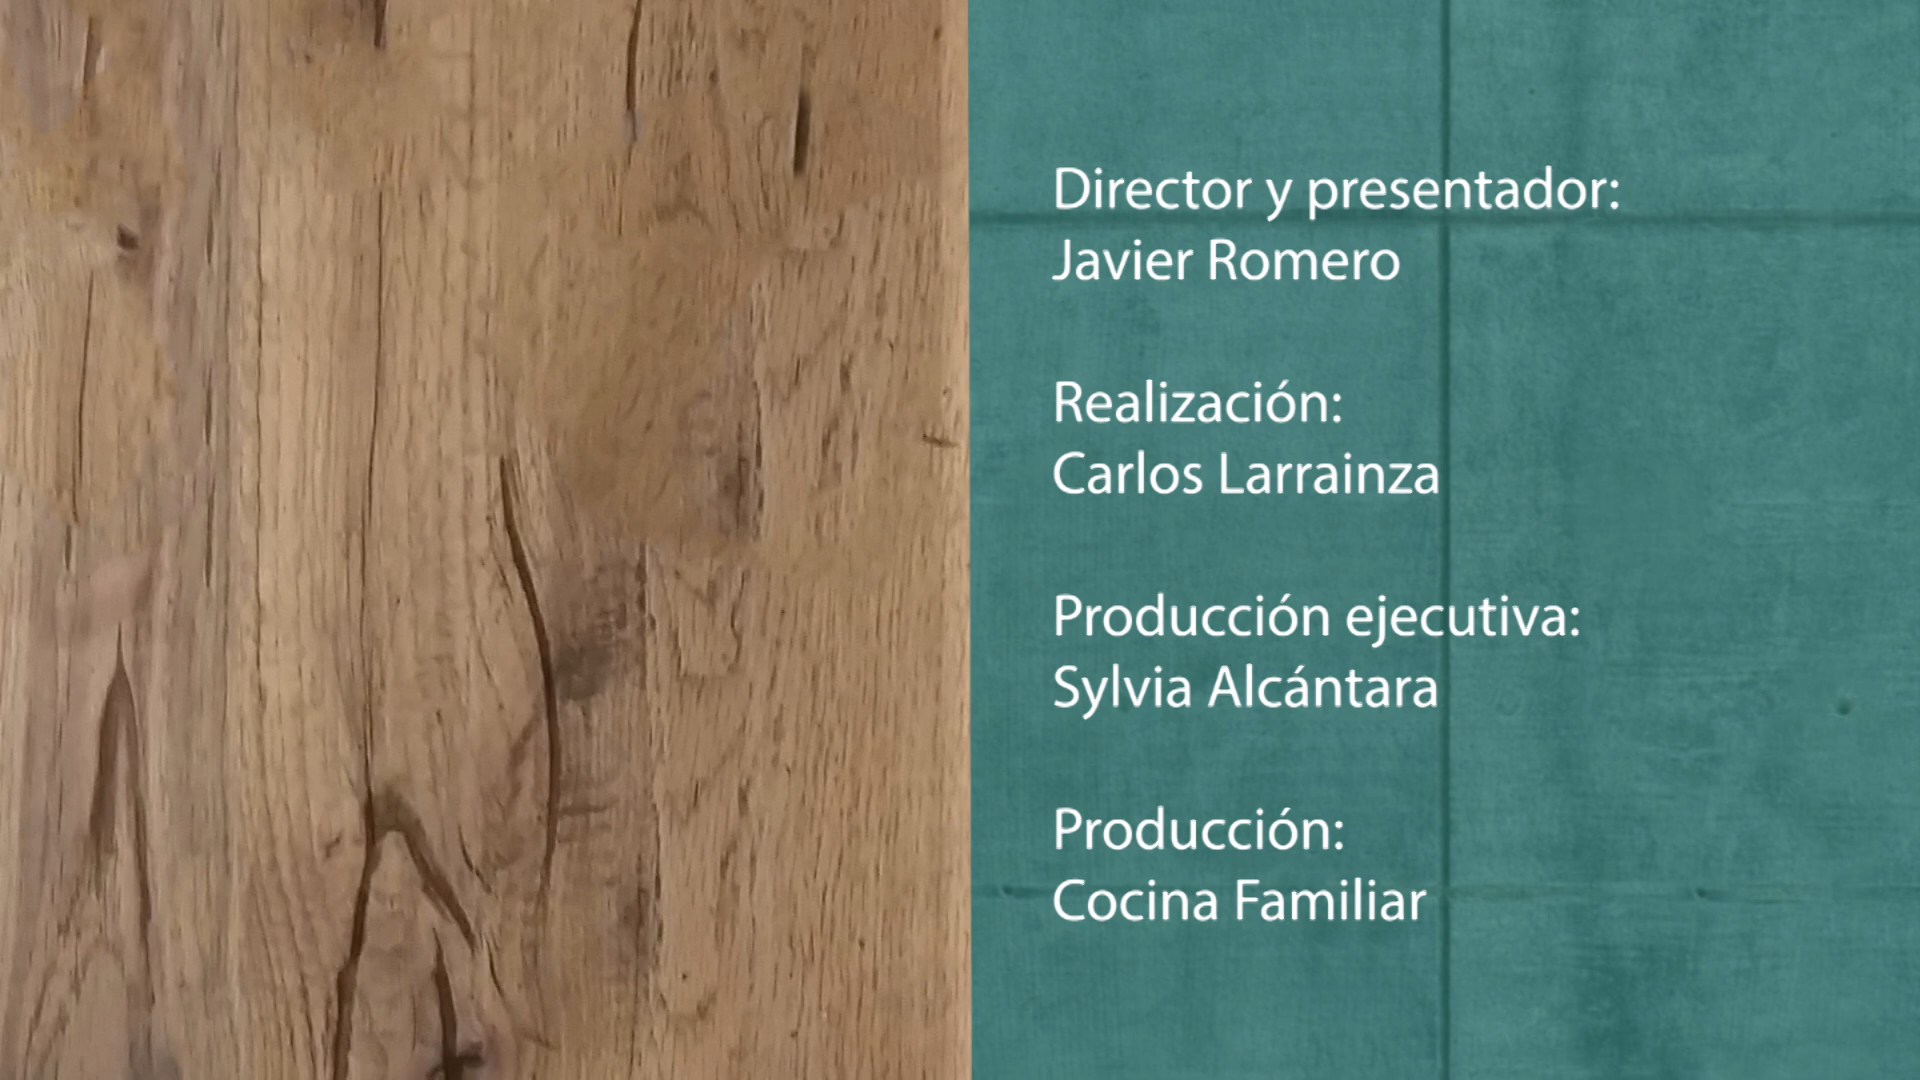 Director y presentador:
Javier Romero
Realización:
Carlos Larrainza
Producción ejecutiva:
Sylvia Alcántara
Producción:
Cocina Familiar